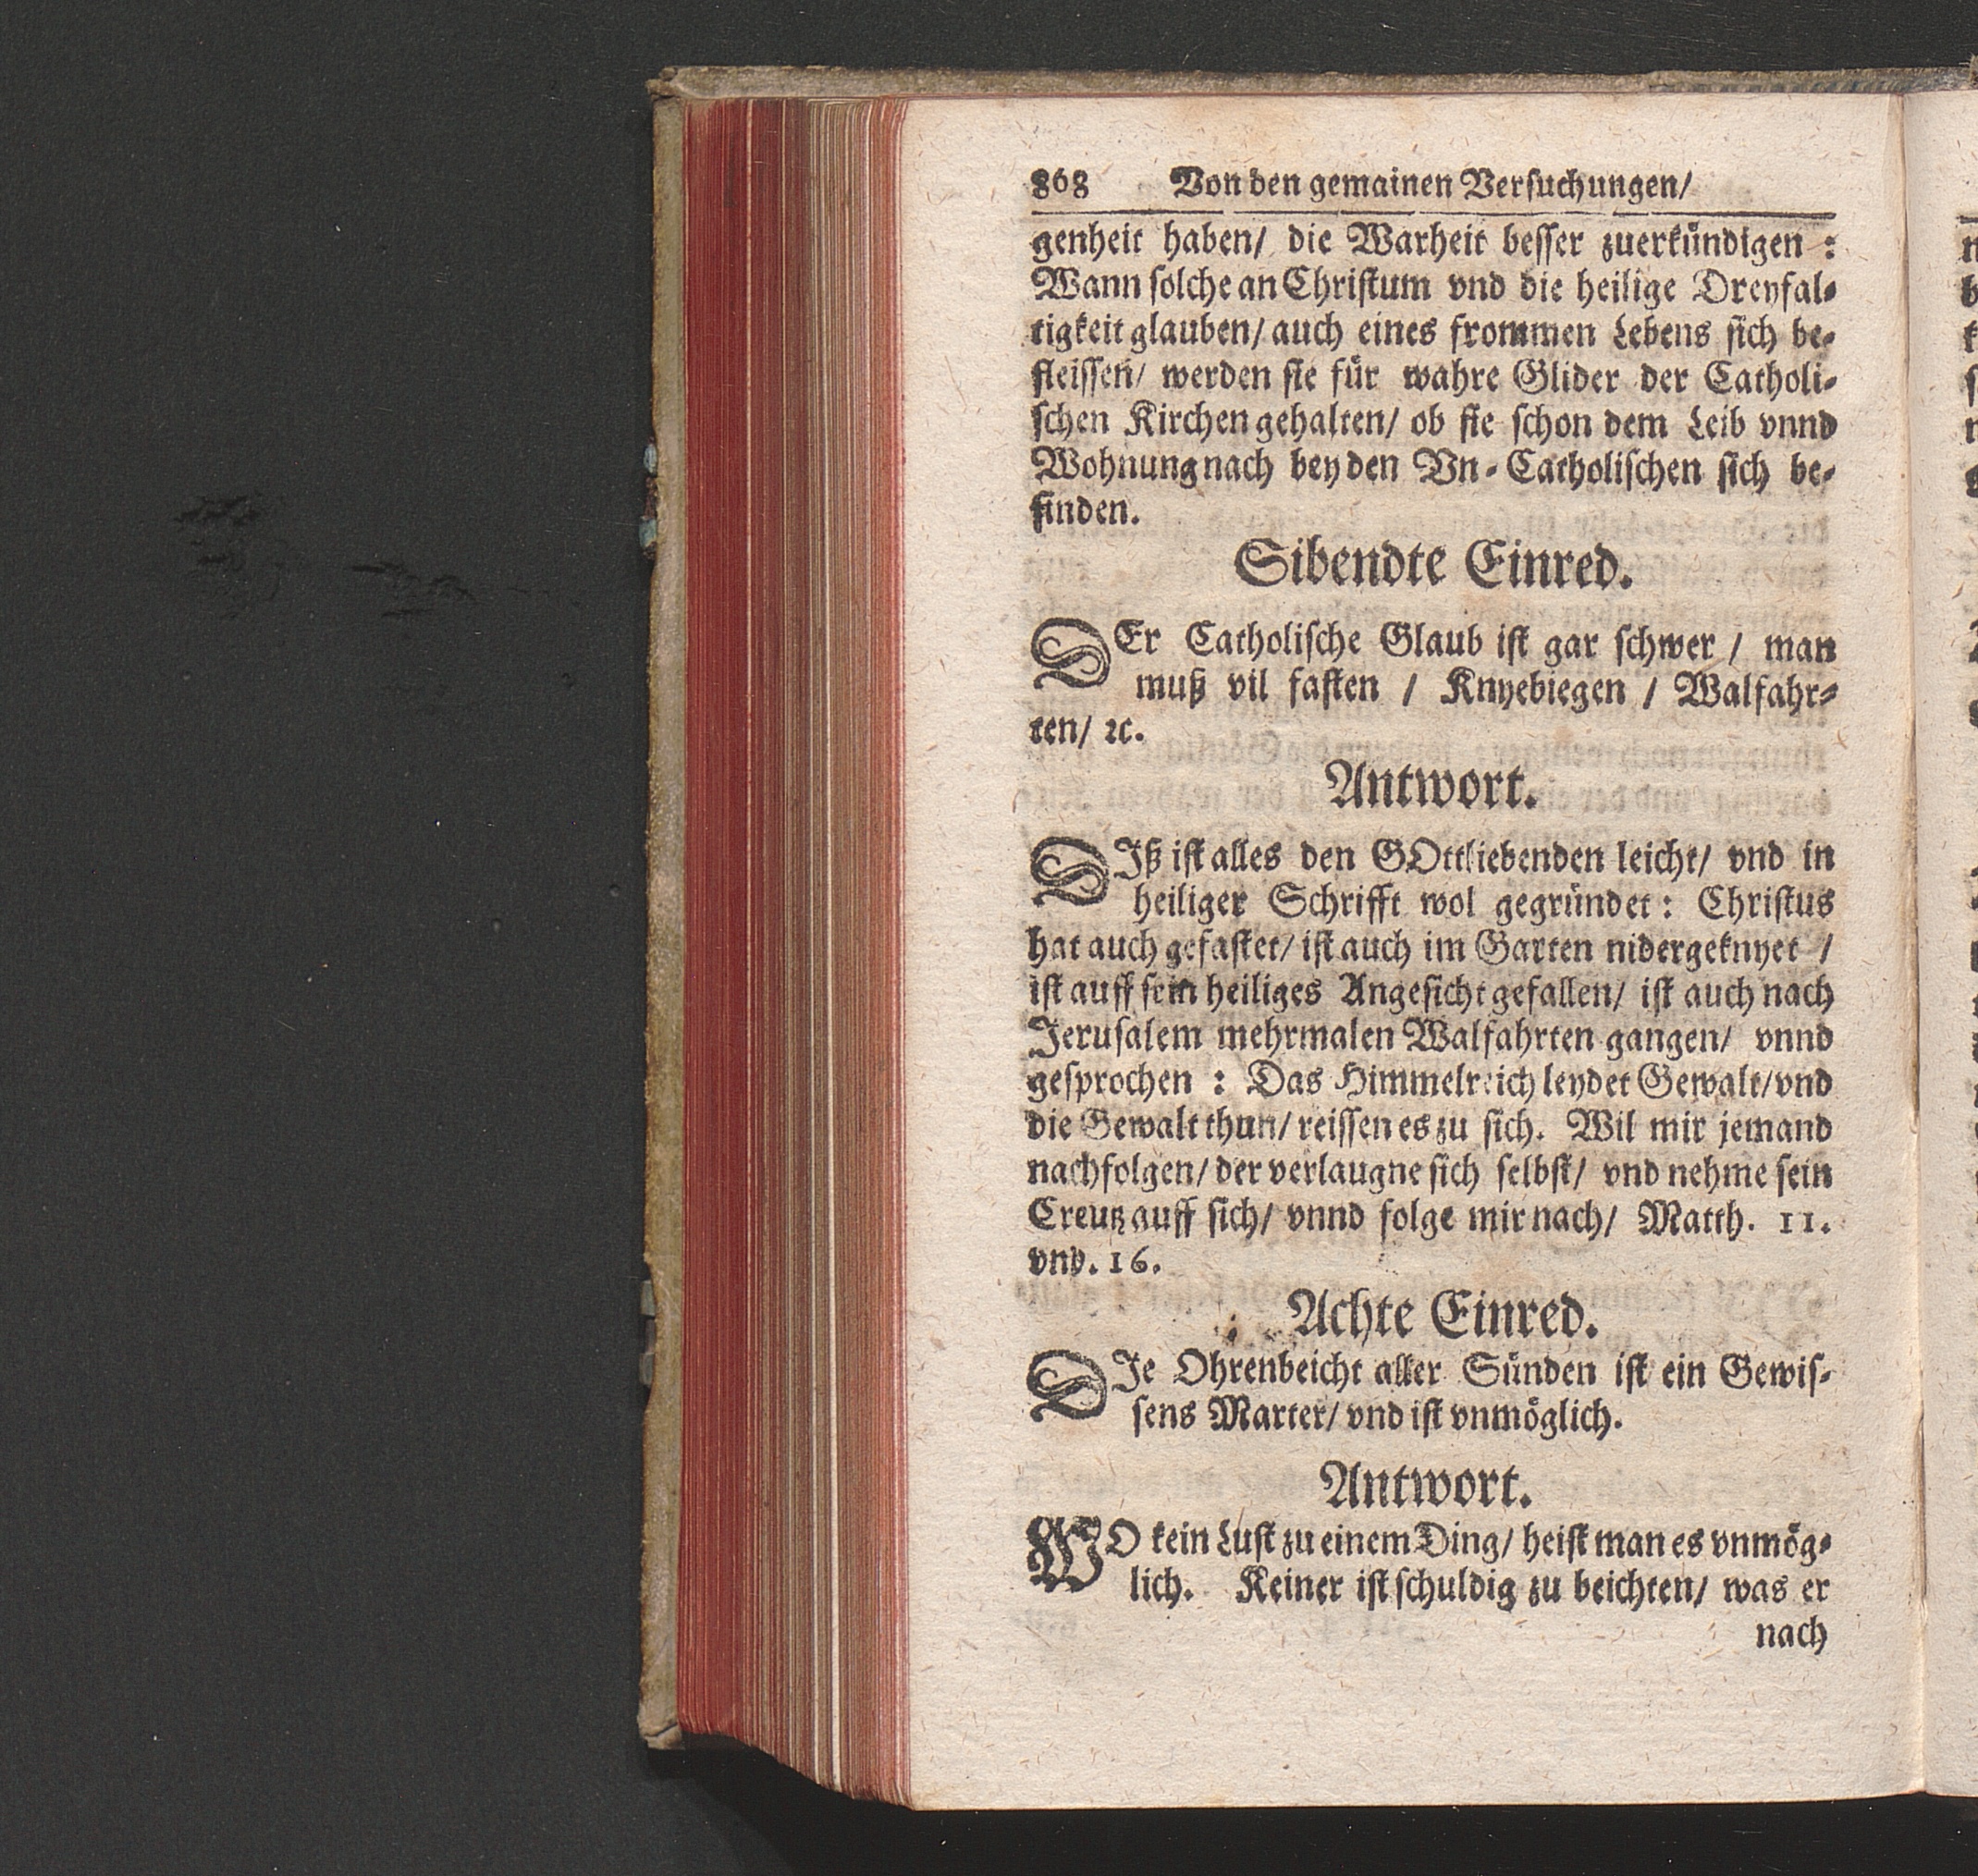 868 Von den gemainen Versuchungen/
genheit haben/ die Warheit besser zuerkündigen :
Wann solche an Christum vnd die heilige Dreyfal-
tigkeit glauben/ auch eines frommen Lebens sich be-
fleissen/ werden sie für wahre Glider der Catholi-
schen Kirchen gehalten/ ob sie schon dem Leib vnnd
Wohnung nach bey den Vn-Catholischen sich be-
finden.
Sibendte Einred.
DEr Catholische Glaub ist gar schwer / man
muß vil fasten / Knyebiegen / Walfahr-
ten/ ꝛc.
Antwort.
DIß ist alles den GOttliebenden leicht/ vnd in
heiliger Schrifft wol gegründet : Christus
hat auch gefastet/ ist auch im Garten nidergeknyet /
ist auff sein heiliges Angesicht gefallen/ ist auch nach
Jerusalem mehrmalen Walfahrten gangen/ vnnd
gesprochen : Das Himmelreich leydet Gewalt/ vnd
die Gewalt thun/ reissen es zu sich. Wil mir jemand
nachfolgen/ der verlaugne sich selbst/ vnd nehme sein
Creutz auff sich/ vnnd folge mir nach/ Matth. 11.
vnd. 16.
Achte Einred.
DIe Ohrenbeicht aller Sünden ist ein Gewis-
sens Marter/ vnd ist vnmöglich.
Antwort.
WO kein Lust zu einem Ding/ heist man es vnmög-
lich. Keiner ist schuldig zu beichten/ was er
nach